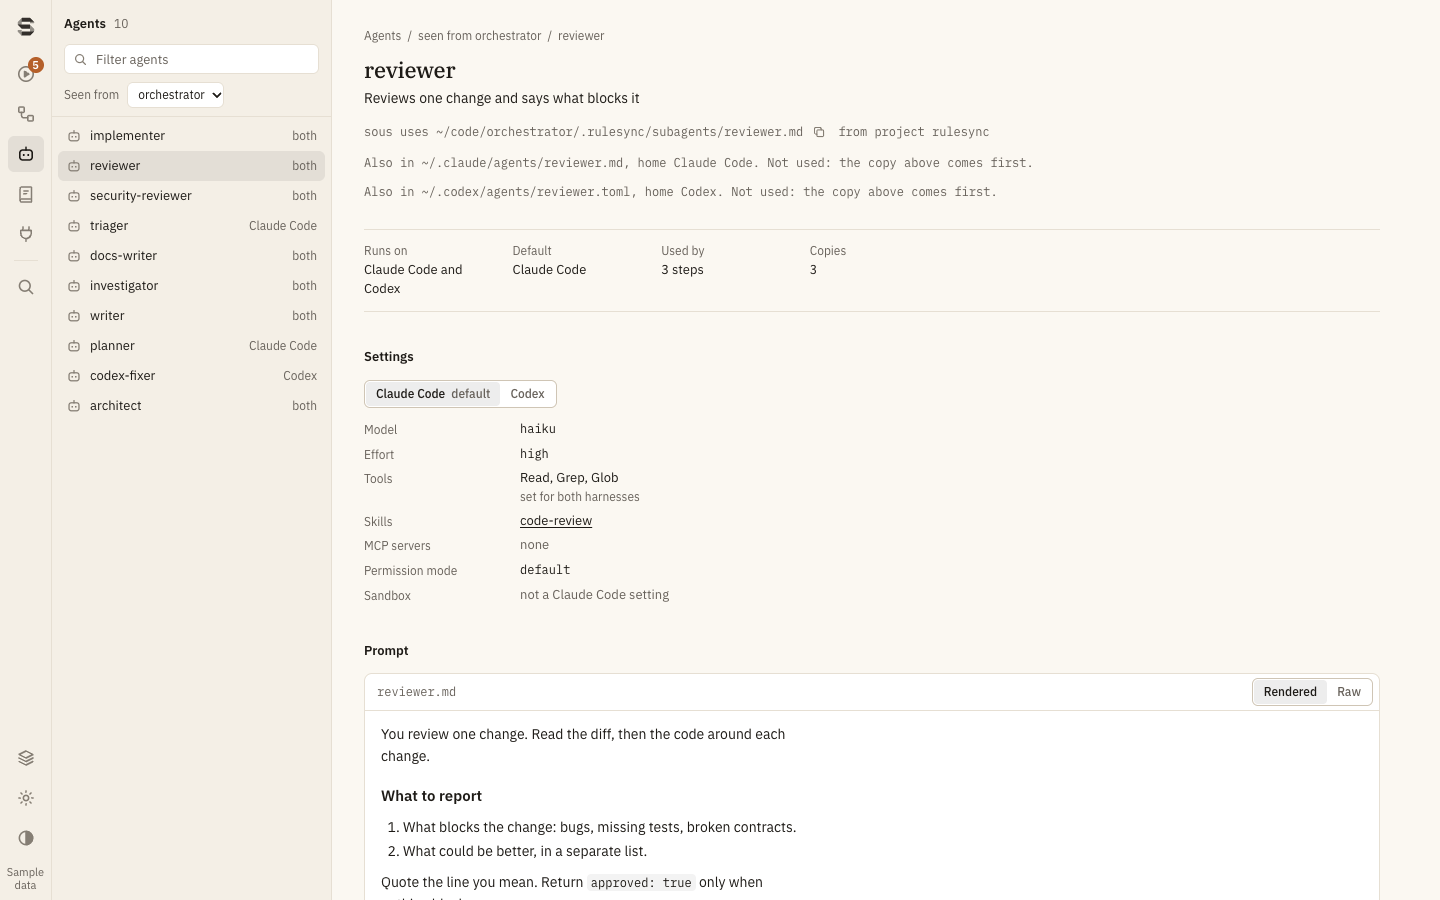 Agents 10
5
Filter agents
Seen from orchestrator
implementer both
reviewer both
security-reviewer both
triager Claude Code
docs-writer both
investigator both
writer both
planner Claude Code
codex-fixer Codex
architect both
Sample
data
Agents / seen from orchestrator / reviewer
reviewer
Reviews one change and says what blocks it
sous uses ~/code/orchestrator/.rulesync/subagents/reviewer.md from project rulesync
Also in ~/.claude/agents/reviewer.md, home Claude Code. Not used: the copy above comes first.
Also in ~/.codex/agents/reviewer.toml, home Codex. Not used: the copy above comes first.
Runs on Default Used by Copies
Claude Code and Claude Code 3 steps 3
Codex
Settings
Claude Code default Codex
Model haiku
Effort high
Tools Read, Grep, Glob
set for both harnesses
Skills code-review
MCP servers none
Permission mode default
Sandbox not a Claude Code setting
Prompt
reviewer.md Rendered Raw
You review one change. Read the diff, then the code around each
change.
What to report
1. What blocks the change: bugs, missing tests, broken contracts.
2. What could be better, in a separate list.
Quote the line you mean. Return approved: true only when